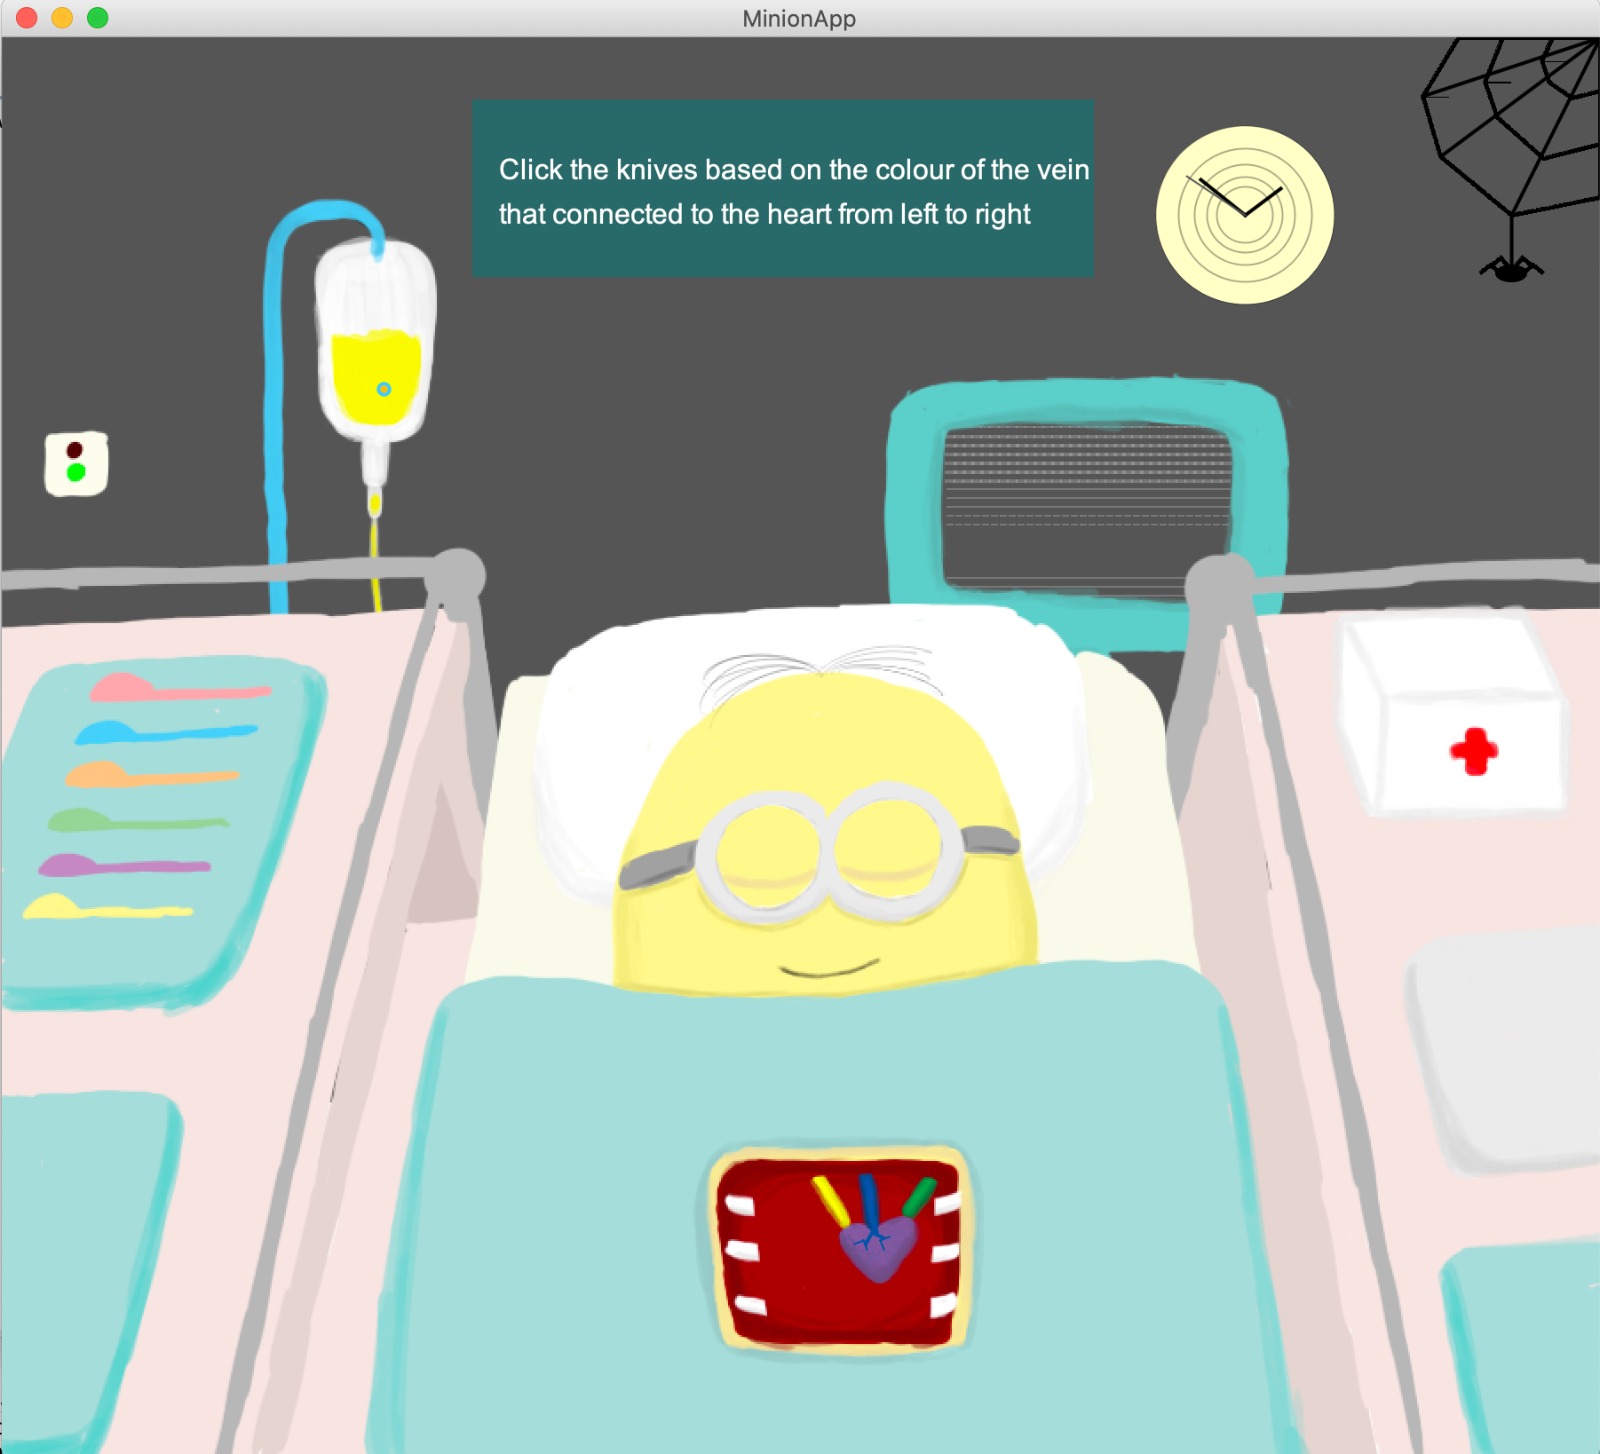 MinionApp
Click the knives based on the colour of the vein
that connected to the heart from left to right